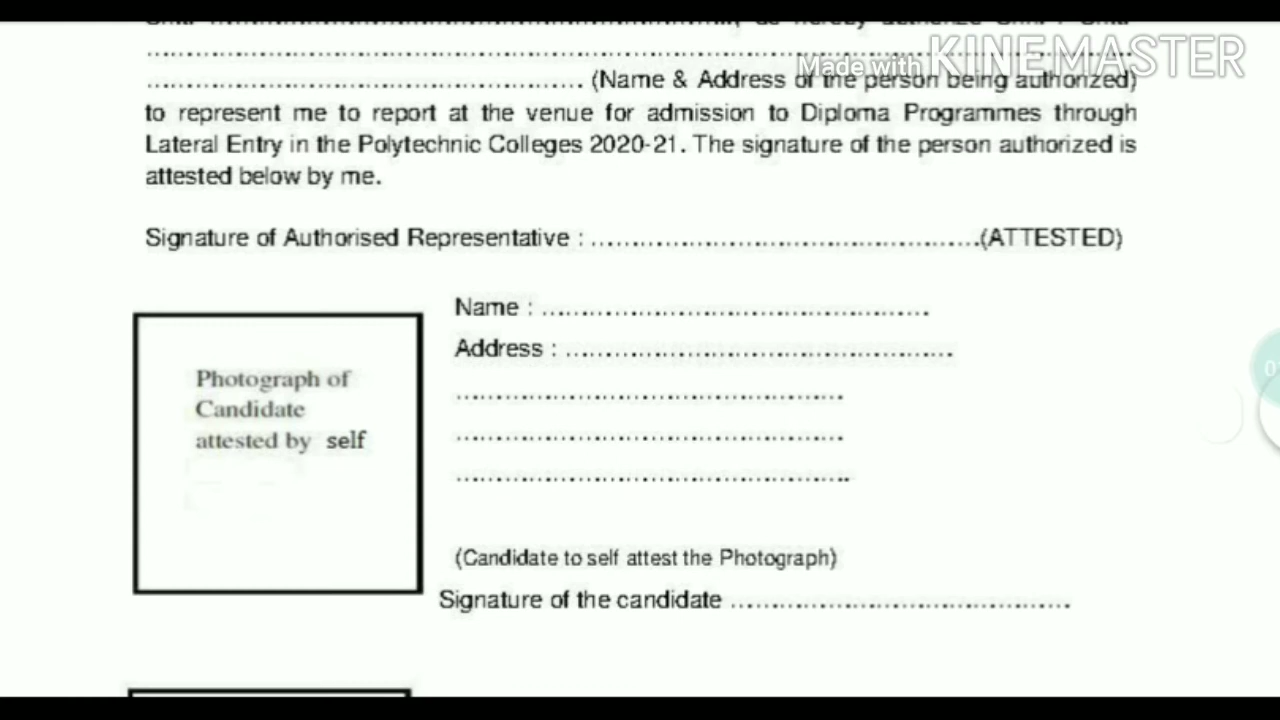 ......................................................, do hereby authorize
..................................................................................................
............................................. (Name & Address of the person being authorized)
Made with KINEMASTER
to represent me to report at the venue for admission to Diploma Programmes through
Lateral Entry in the Polytechnic Colleges 2020-21. The signature of the person authorized is
attested below by me.
Signature of Authorised Representative : ................................................(ATTESTED)
Name : ................................................
Address : ................................................
................................................
................................................
................................................
Photograph of
Candidate
attested by self
(Candidate to self attest the Photograph)
Signature of the candidate ..........................................